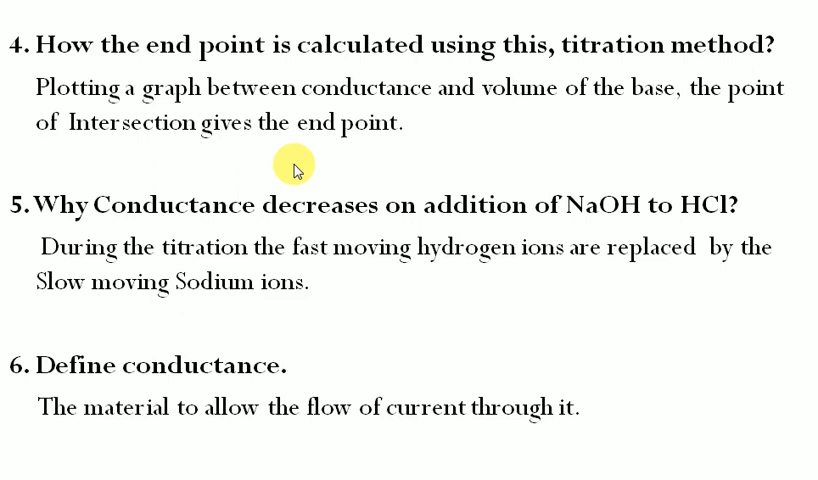 4. How the end point is calculated using this, titration method?
Plotting a graph between conductance and volume of the base, the point
of Intersection gives the end point.
5. Why Conductance decreases on addition of NaOH to HCl?
During the titration the fast moving hydrogen ions are replaced by the
Slow moving Sodium ions.
6. Define conductance.
The material to allow the flow of current through it.